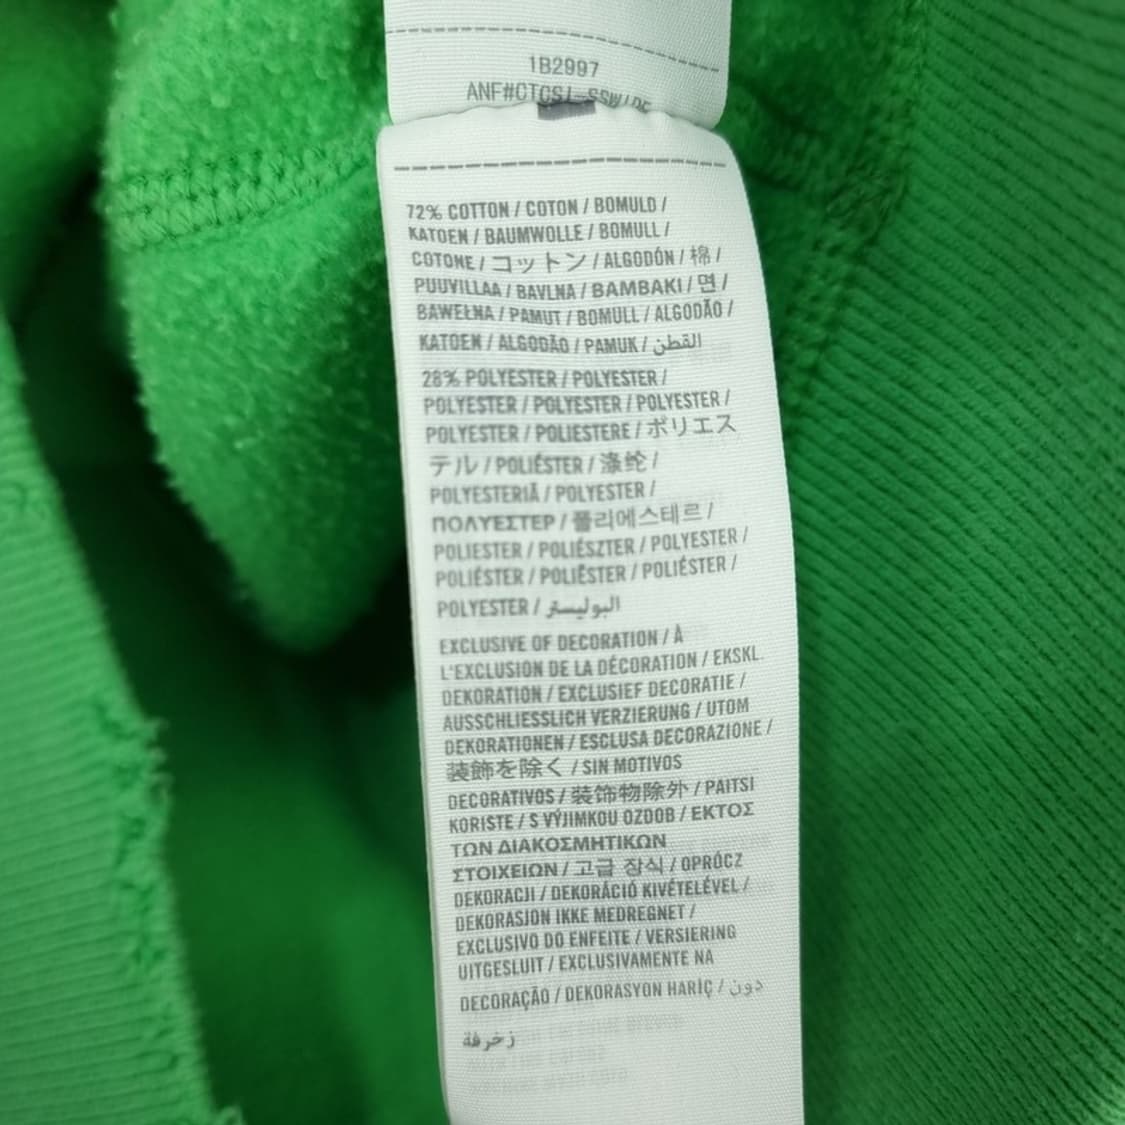 1B2997
72% COTTON / COTON / BOMULD /
KATOEN / BAUMWOLLE / BOMULL /
COTONE / コットン / ALGODÓN / 棉 /
PUUVILLAA / BAVLNA / BAMBAKI / 면 /
BAWEŁNA / PAMUT / BOMULL / ALGODÃO /
KATOEN / ALGODÃO / PAMUK / القطن
28% POLYESTER / POLYESTER /
POLYESTER / POLYESTER / POLYESTER /
POLYESTER / POLIESTERE / ポリエス
テル / POLIÉSTER / 涤纶 /
POLYESTERIÄ / POLYESTER /
ΠΟΛΥΕΣΤΕΡ / 폴리에스테르 /
POLIESTER / POLIÉSZTER / POLYESTER /
POLIÉSTER / POLIÉSTER / POLIÉSTER /
POLYESTER / البوليستر
EXCLUSIVE OF DECORATION / À
L'EXCLUSION DE LA DÉCORATION / EKSKL.
DEKORATION / EXCLUSIEF DECORATIE /
AUSSCHLIESSLICH VERZIERUNG / UTOM
DEKORATIONEN / ESCLUSA DECORAZIONE /
装飾を除く / SIN MOTIVOS
DECORATIVOS / 装饰物除外 / PAITSI
KORISTE / S VÝJIMKOU OZDOB / ΕΚΤΟΣ
ΤΩΝ ΔΙΑΚΟΣΜΗΤΙΚΩΝ
ΣΤΟΙΧΕΙΩΝ / 고급 장식 / OPRÓCZ
DEKORACJI / DEKORÁCIÓ KIVÉTELÉVEL /
DEKORASJON IKKE MEDREGNET /
EXCLUSIVO DO ENFEITE / VERSIERING
UITGESLUIT / EXCLUSIVAMENTE NA
DECORAÇÃO / DEKORASYON HARİÇ / دون
زخرفة